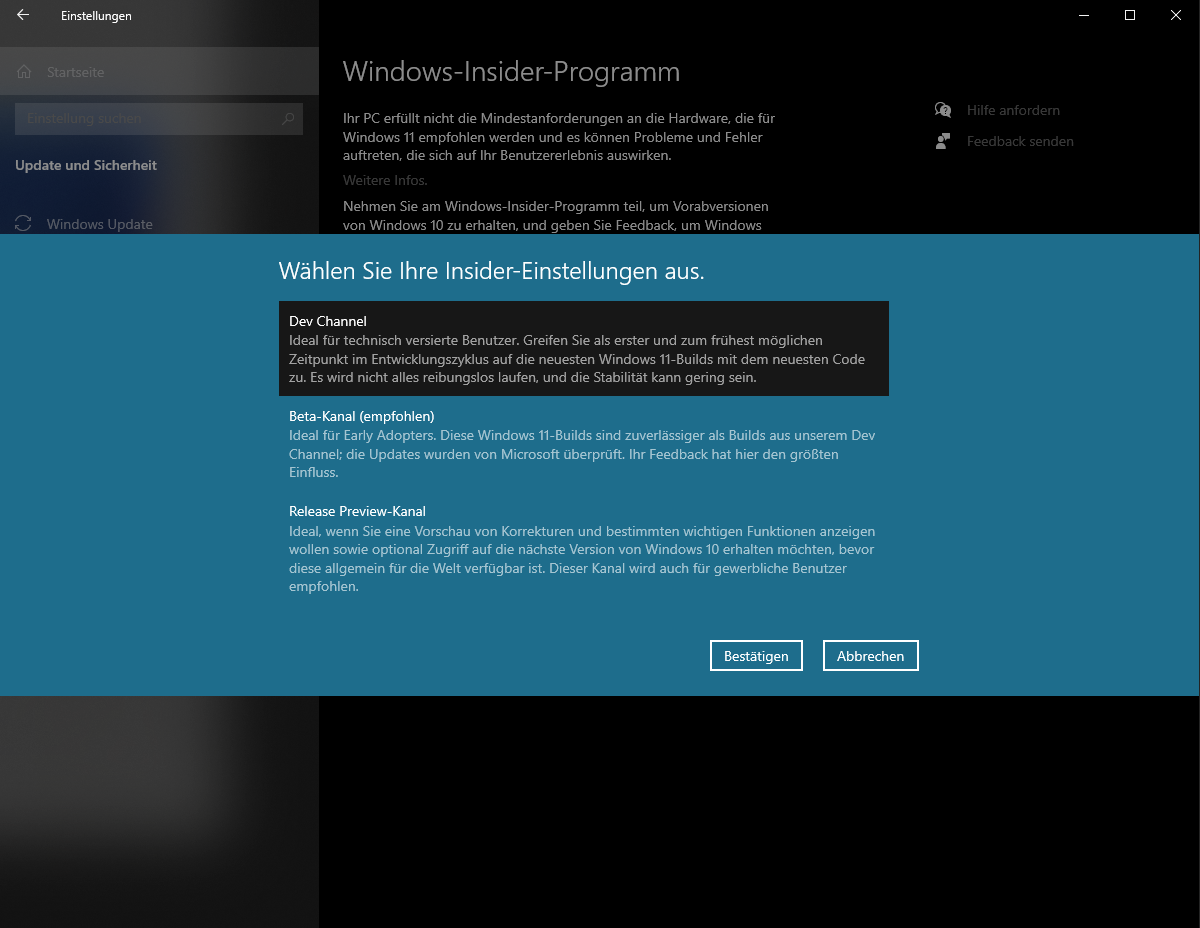 Einstellungen
Startseite
Einstellung suchen
Update und Sicherheit
Windows Update
Windows-Insider-Programm
Ihr PC erfüllt nicht die Mindestanforderungen an die Hardware, die für
Windows 11 empfohlen werden und es können Probleme und Fehler
auftreten, die sich auf Ihr Benutzererlebnis auswirken.
Weitere Infos.
Nehmen Sie am Windows-Insider-Programm teil, um Vorabversionen
von Windows 10 zu erhalten, und geben Sie Feedback, um Windows
Hilfe anfordern
Feedback senden
Wählen Sie Ihre Insider-Einstellungen aus.
Dev Channel
Ideal für technisch versierte Benutzer. Greifen Sie als erster und zum frühest möglichen
Zeitpunkt im Entwicklungszyklus auf die neuesten Windows 11-Builds mit dem neuesten Code
zu. Es wird nicht alles reibungslos laufen, und die Stabilität kann gering sein.
Beta-Kanal (empfohlen)
Ideal für Early Adopters. Diese Windows 11-Builds sind zuverlässiger als Builds aus unserem Dev
Channel; die Updates wurden von Microsoft überprüft. Ihr Feedback hat hier den größten
Einfluss.
Release Preview-Kanal
Ideal, wenn Sie eine Vorschau von Korrekturen und bestimmten wichtigen Funktionen anzeigen
wollen sowie optional Zugriff auf die nächste Version von Windows 10 erhalten möchten, bevor
diese allgemein für die Welt verfügbar ist. Dieser Kanal wird auch für gewerbliche Benutzer
empfohlen.
Bestätigen
Abbrechen